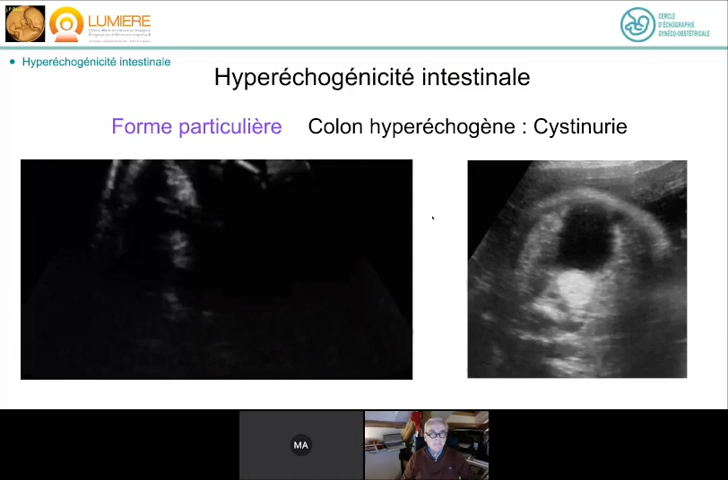 LUMIERE
CERCLE
D'ÉCHOGRAPHIE
GYNÉCO-OBSTÉTRICALE
• Hyperéchogénicité intestinale
Hyperéchogénicité intestinale
Forme particulière Colon hyperéchogène : Cystinurie
MA